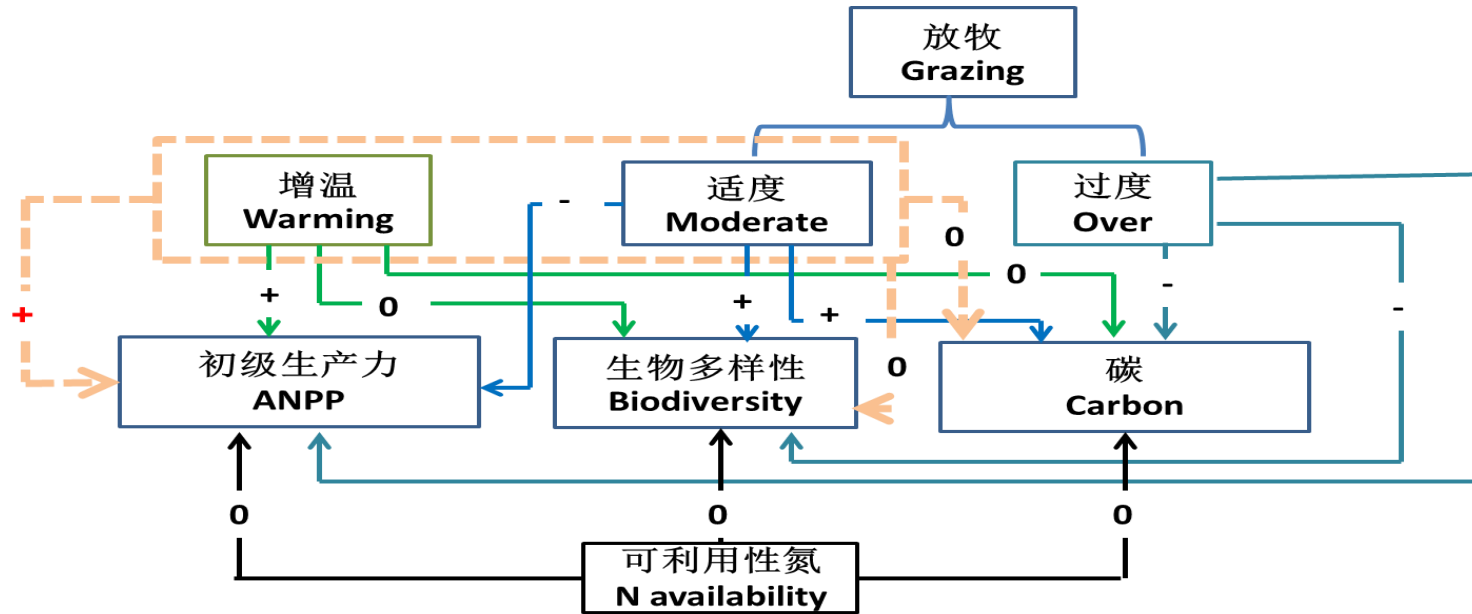 放牧
Grazing
增温
Warming
适度
Moderate
过度
Over
-
0
0
+
+
0
+
+
-
-
0
初级生产力
ANPP
生物多样性
Biodiversity
碳
Carbon
0
0
0
可利用性氮
N availability